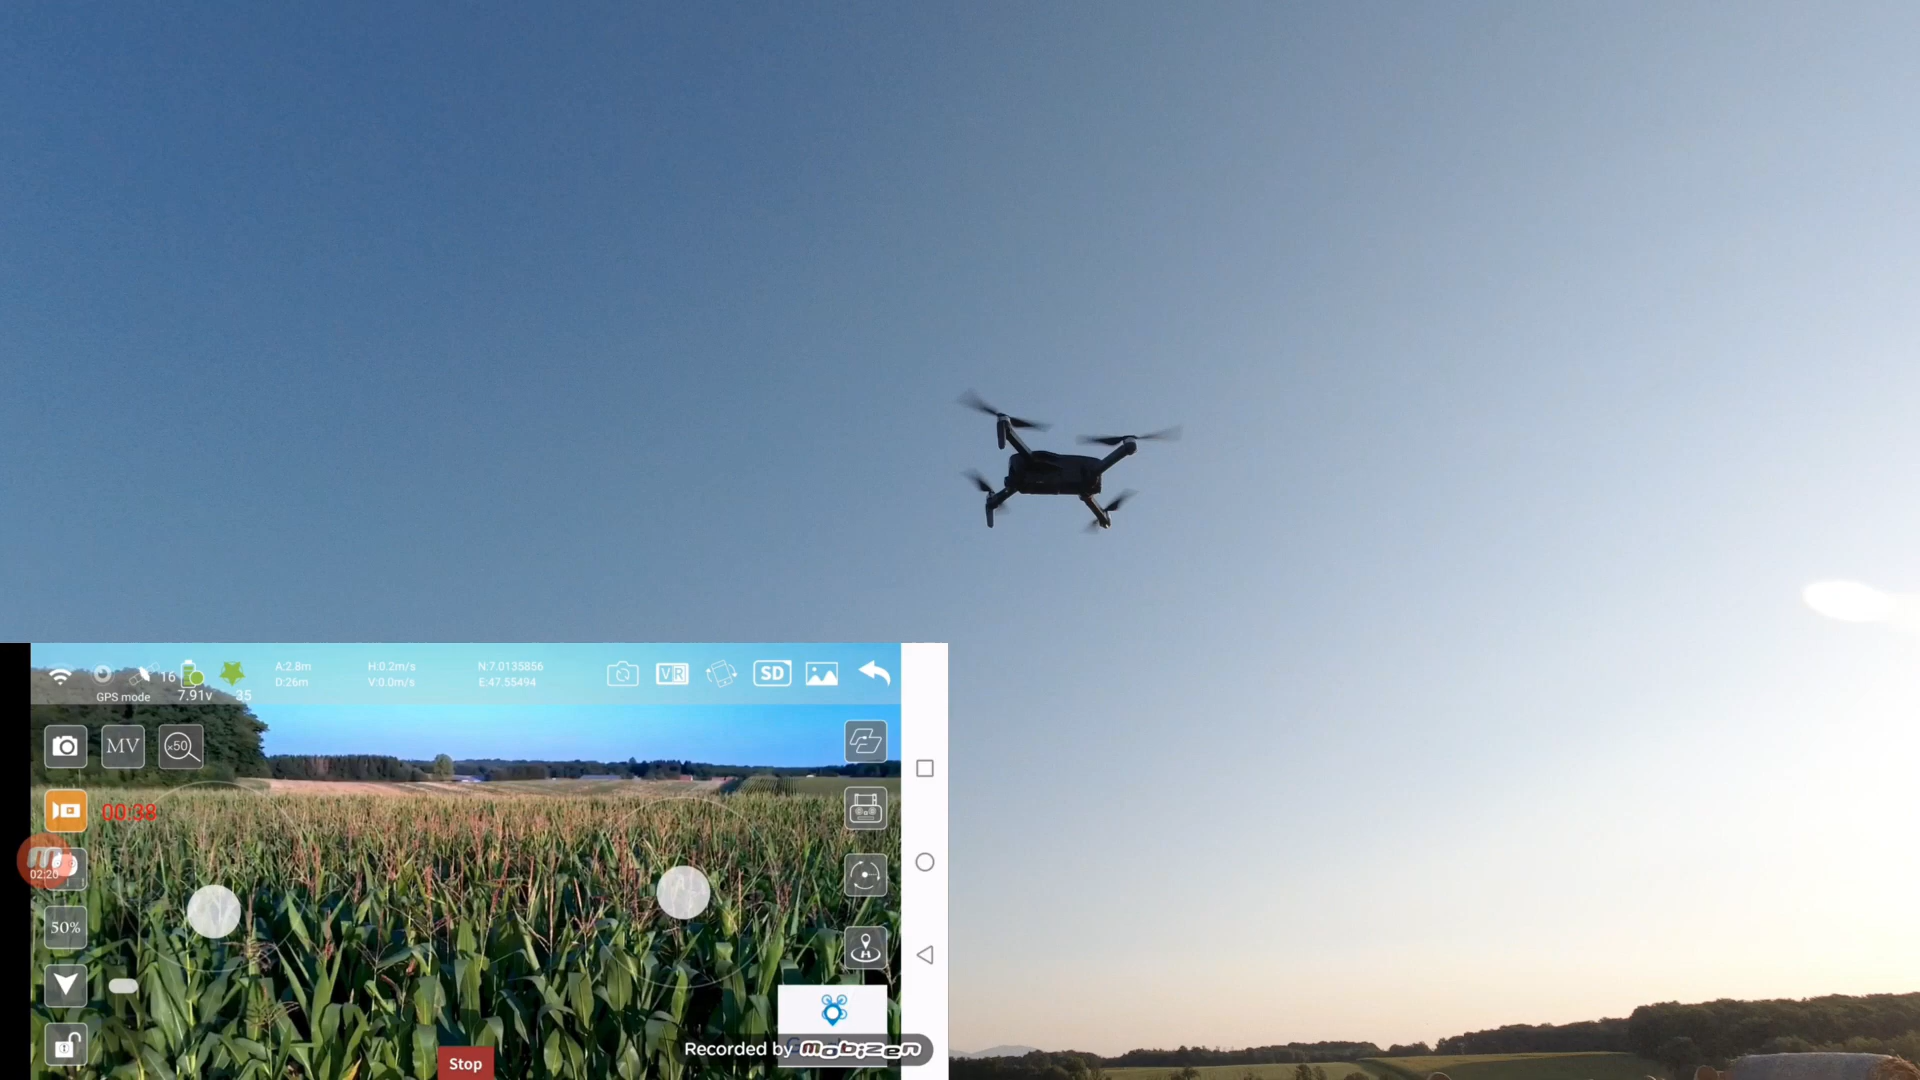 16
GPS mode
7.91v
35
A:2.8m
D:26m
H:0.2m/s
V:0.0m/s
N:7.0135856
E:47.55494
VR
SD
MV
x50
00:38
02:20
50%
H
Stop
Recorded by mobizen